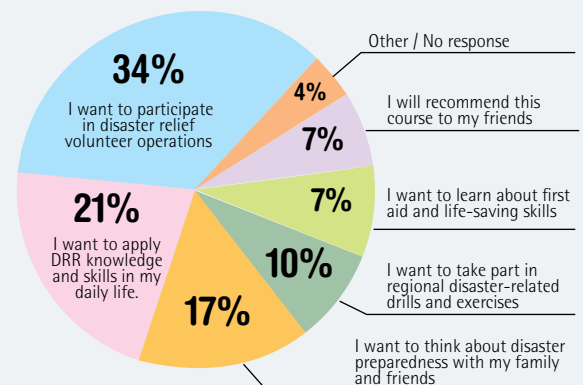 34%
I want to participate
in disaster relief
volunteer operations
4%
Other / No response
7%
I will recommend this
course to my friends
7%
I want to learn about first
aid and life-saving skills
10%
I want to take part in
regional disaster-related
drills and exercises
17%
I want to think about disaster
preparedness with my family
and friends
21%
I want to apply
DRR knowledge
and skills in my
daily life.